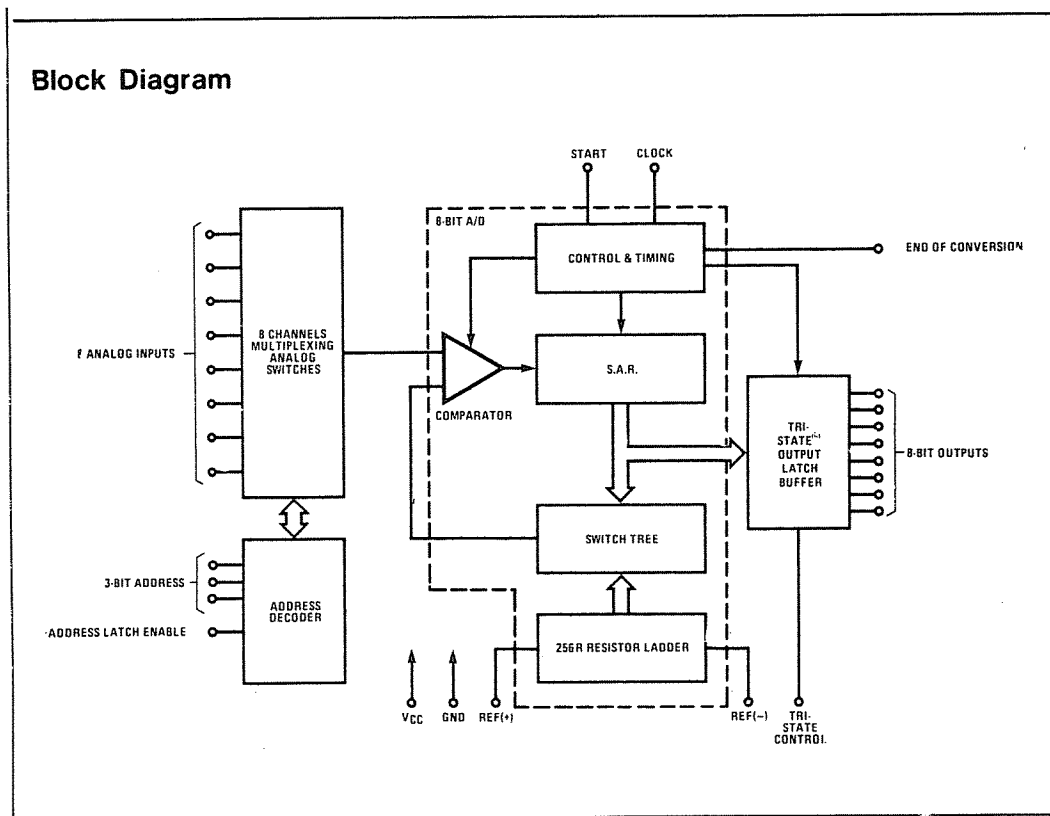 Block Diagram
START
CLOCK
8-BIT A/D
CONTROL & TIMING
END OF CONVERSION
8 ANALOG INPUTS
8 CHANNELS
MULTIPLEXING
ANALOG
SWITCHES
COMPARATOR
S.A.R.
TRI-
STATE®
OUTPUT
LATCH
BUFFER
8-BIT OUTPUTS
SWITCH TREE
3-BIT ADDRESS
ADDRESS
DECODER
ADDRESS LATCH ENABLE
256R RESISTOR LADDER
VCC
GND
REF(+)
REF(−)
TRI-
STATE
CONTROL